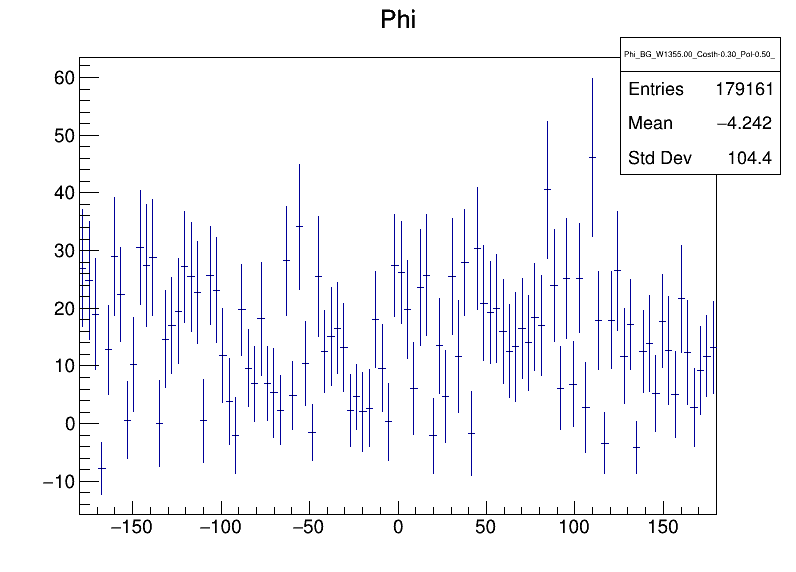 Phi
Phi_BG_W1355.00_Costh-0.30_Pol-0.50_
Entries 179161
Mean −4.242
Std Dev 104.4
60
50
40
30
20
10
0
−10
−150 −100 −50 0 50 100 150